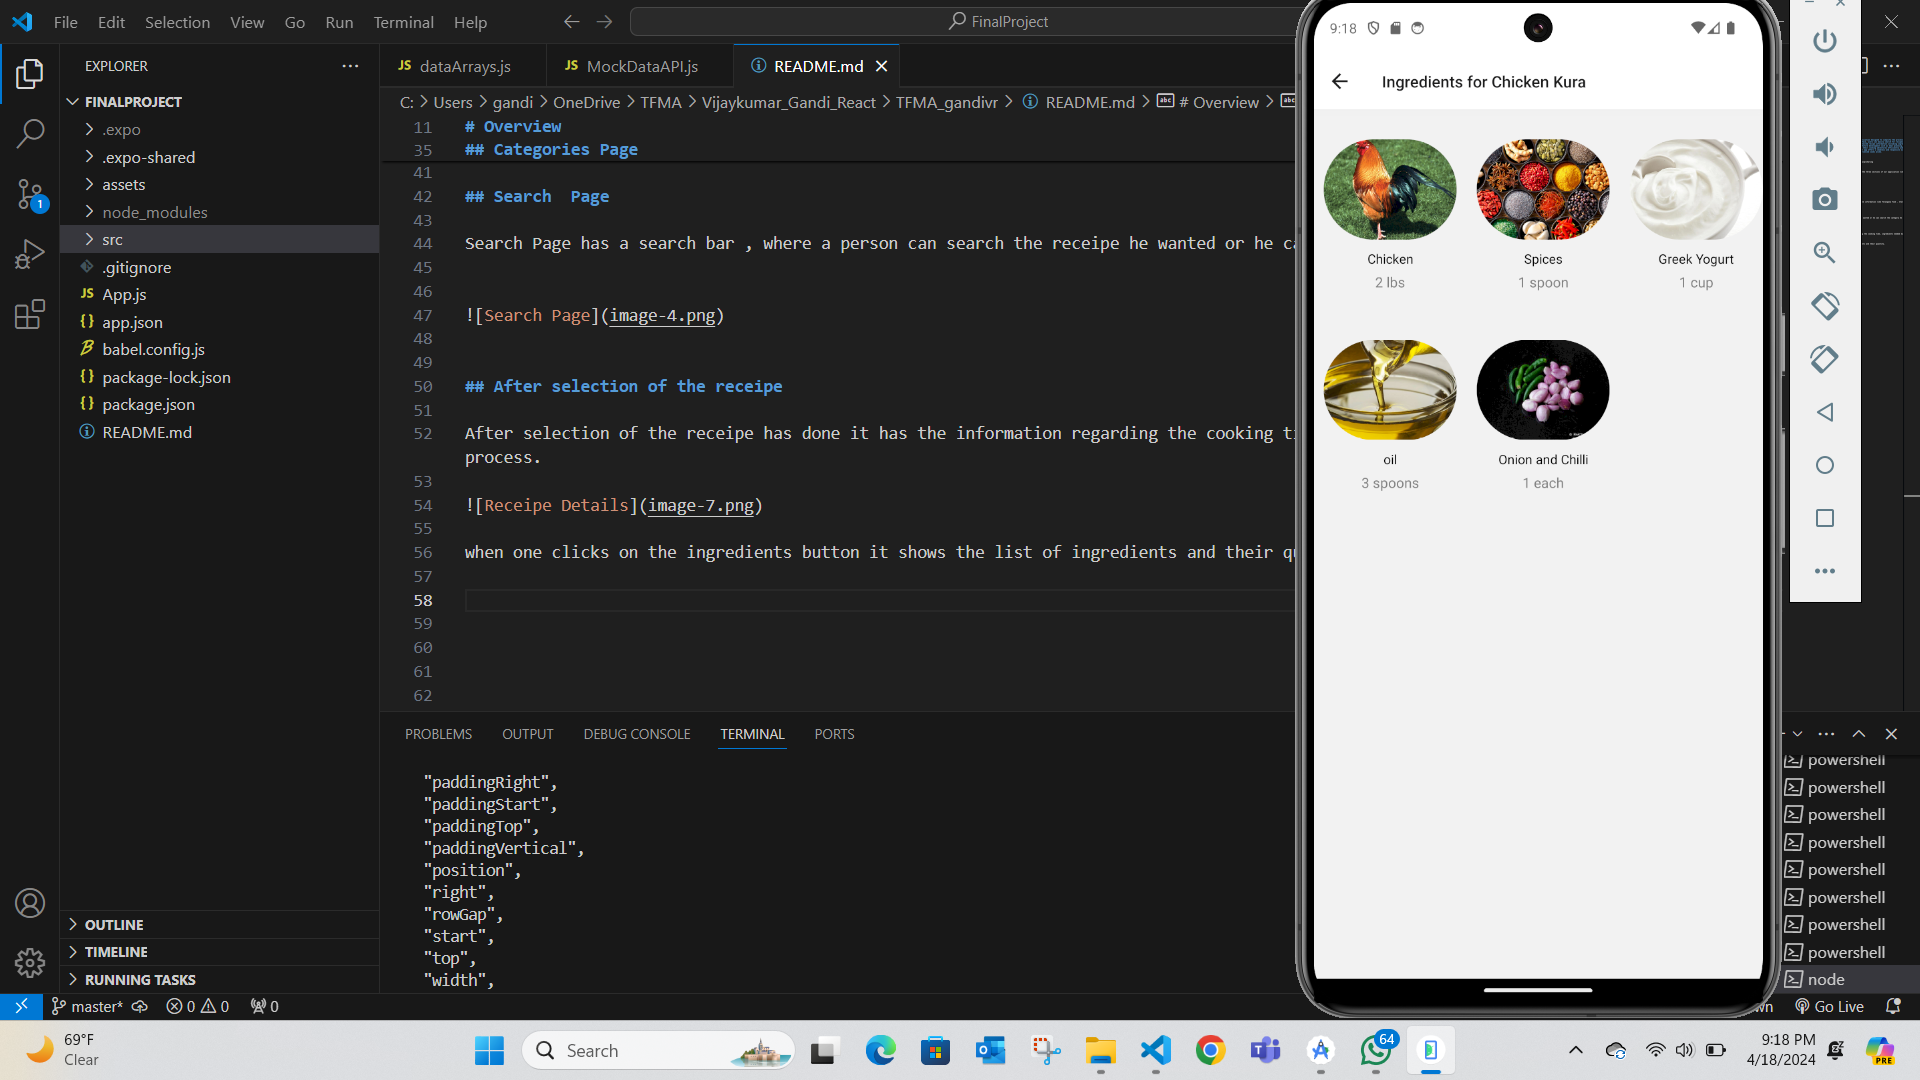 File Edit Selection View Go Run Terminal Help
FinalProject
EXPLORER
FINALPROJECT
.expo
.expo-shared
assets
node_modules
src
.gitignore
App.js
app.json
babel.config.js
package-lock.json
package.json
README.md
OUTLINE
TIMELINE
RUNNING TASKS
JS dataArrays.js
JS MockDataAPI.js
README.md
C: > Users > gandi > OneDrive > TFMA > Vijaykumar_Gandi_React > TFMA_gandivr > README.md > # Overview >
11 # Overview
35 ## Categories Page
41
42 ## Search  Page
43
44 Search Page has a search bar , where a person can search the receipe he wanted or he ca
45
46
47 ![Search Page](image-4.png)
48
49
50 ## After selection of the receipe
51
52 After selection of the receipe has done it has the information regarding the cooking ti
process.
53
54 ![Receipe Details](image-7.png)
55
56 when one clicks on the ingredients button it shows the list of ingredients and their qu
57
58
59
60
61
62
PROBLEMS OUTPUT DEBUG CONSOLE TERMINAL PORTS
"paddingRight",
"paddingStart",
"paddingTop",
"paddingVertical",
"position",
"right",
"rowGap",
"start",
"top",
"width",
9:18
Ingredients for Chicken Kura
Chicken
2 lbs
Spices
1 spoon
Greek Yogurt
1 cup
oil
3 spoons
Onion and Chilli
1 each
powershell
powershell
powershell
powershell
powershell
powershell
powershell
powershell
node
master* 0 0 0
wn Go Live
69°F
Clear
Search
64
9:18 PM
4/18/2024
PRE